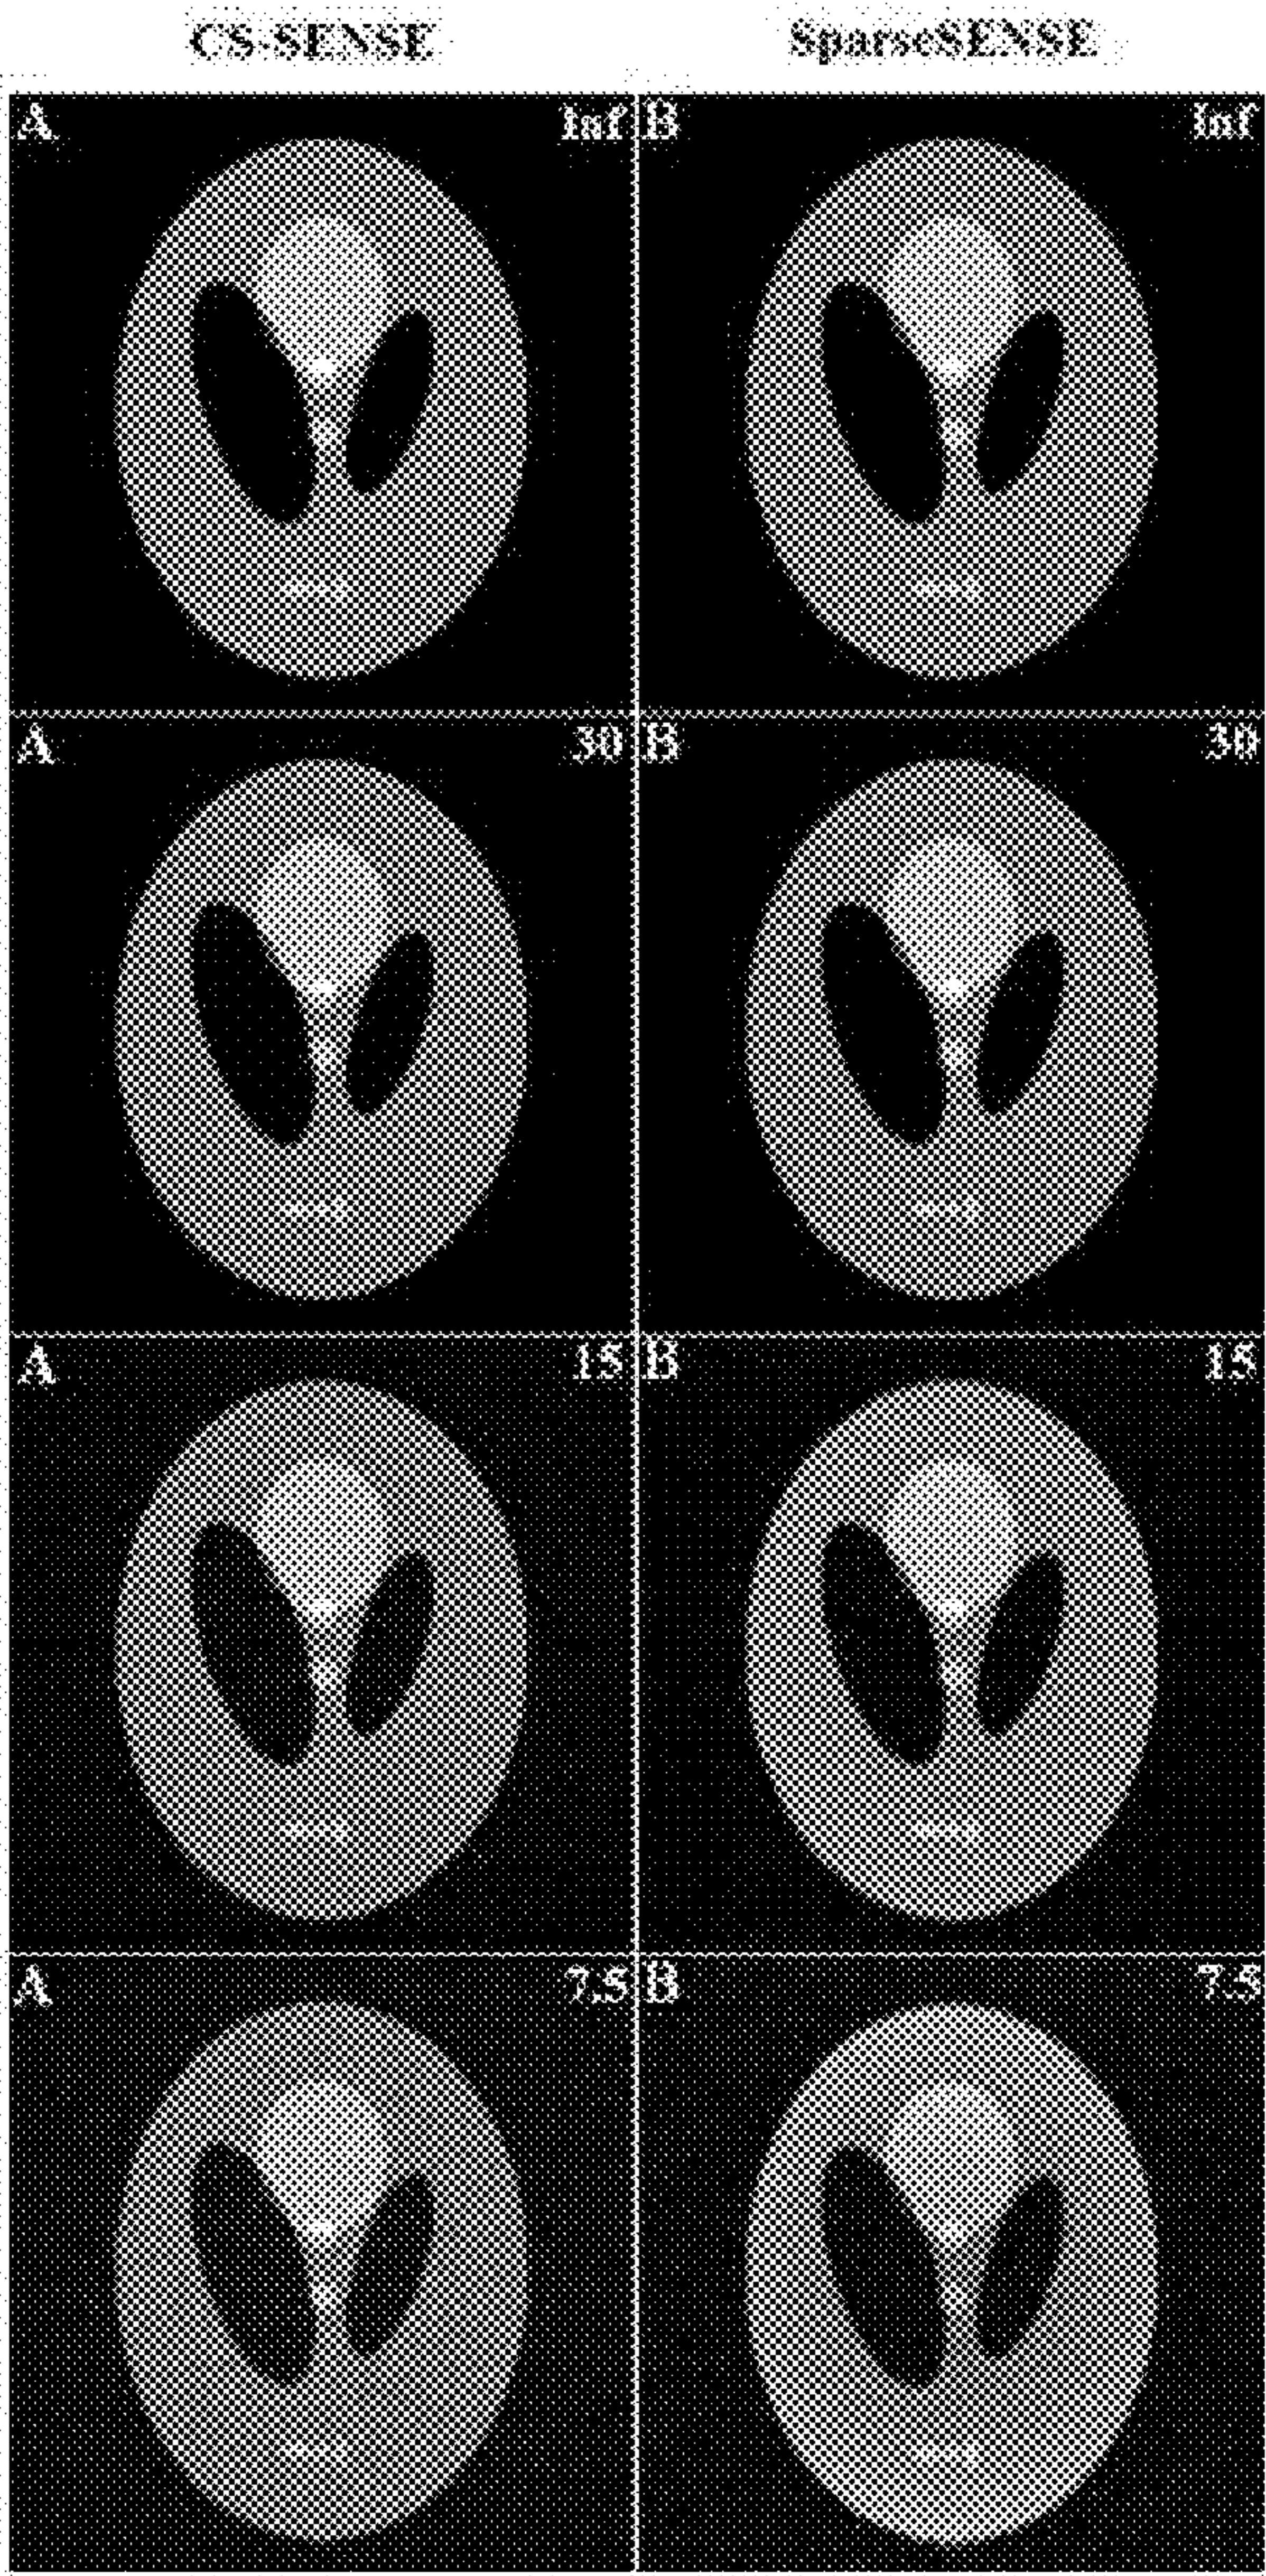 CS-SENSE SparseSENSE
A Inf B Inf
A 30 B 30
A 15 B 15
A 7.5 B 7.5